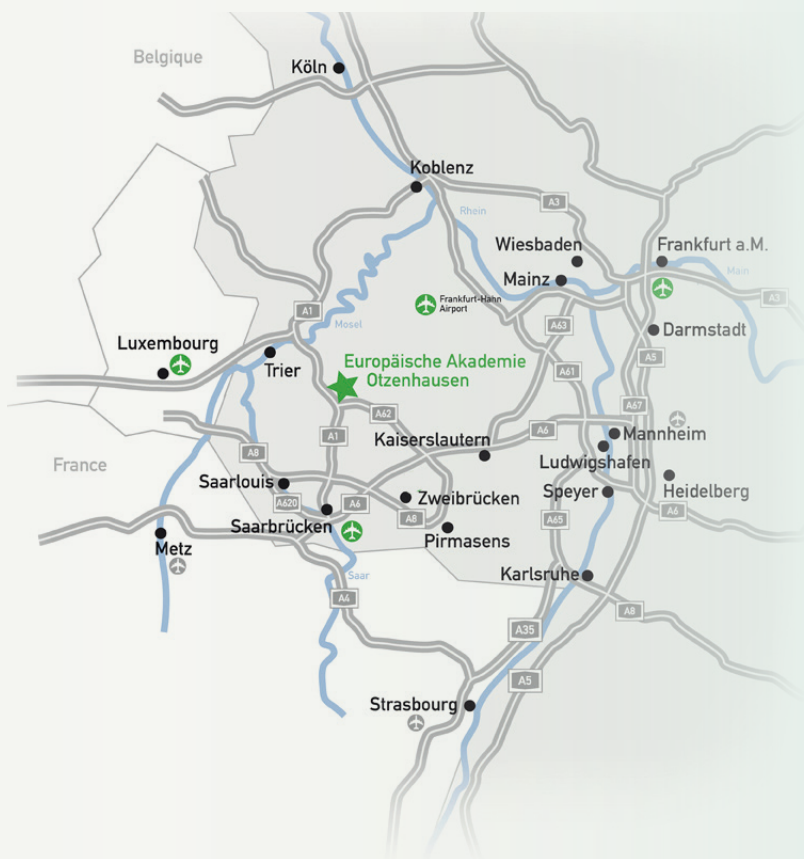 Belgique
Köln
Koblenz
Rhein
A3
Wiesbaden
Frankfurt a.M.
Mainz
Main
Frankfurt-Hahn
Airport
A3
A1
Mosel
A63
Darmstadt
Luxembourg
Trier
Europäische Akademie
Otzenhausen
A5
A61
A67
A62
A1
A6
Kaiserslautern
Mannheim
A8
Ludwigshafen
France
Saarlouis
A620
A6
Zweibrücken
Speyer
Heidelberg
Saarbrücken
A8
A65
A6
Metz
Pirmasens
Saar
Karlsruhe
A4
A8
A35
A5
Strasbourg